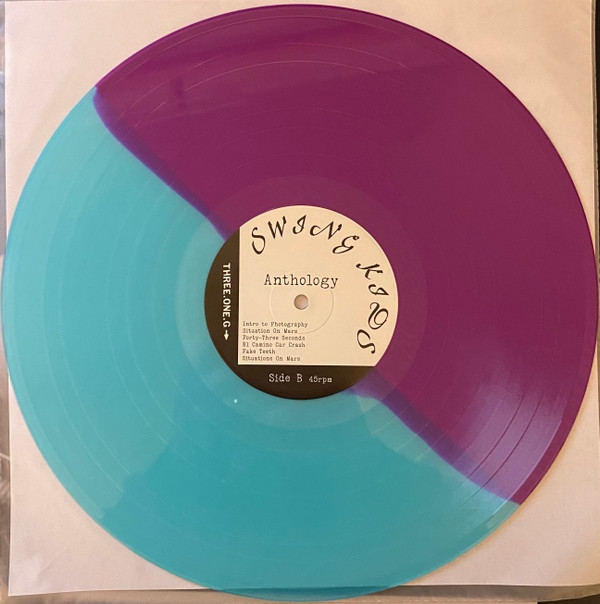 SWING KIDS
Anthology
THREE.ONE.G
Intro to Photography
Situation On Mars
Forty-Three Seconds
El Camino Car Crash
Fake Teeth
Situations On Mars
Side B 45rpm